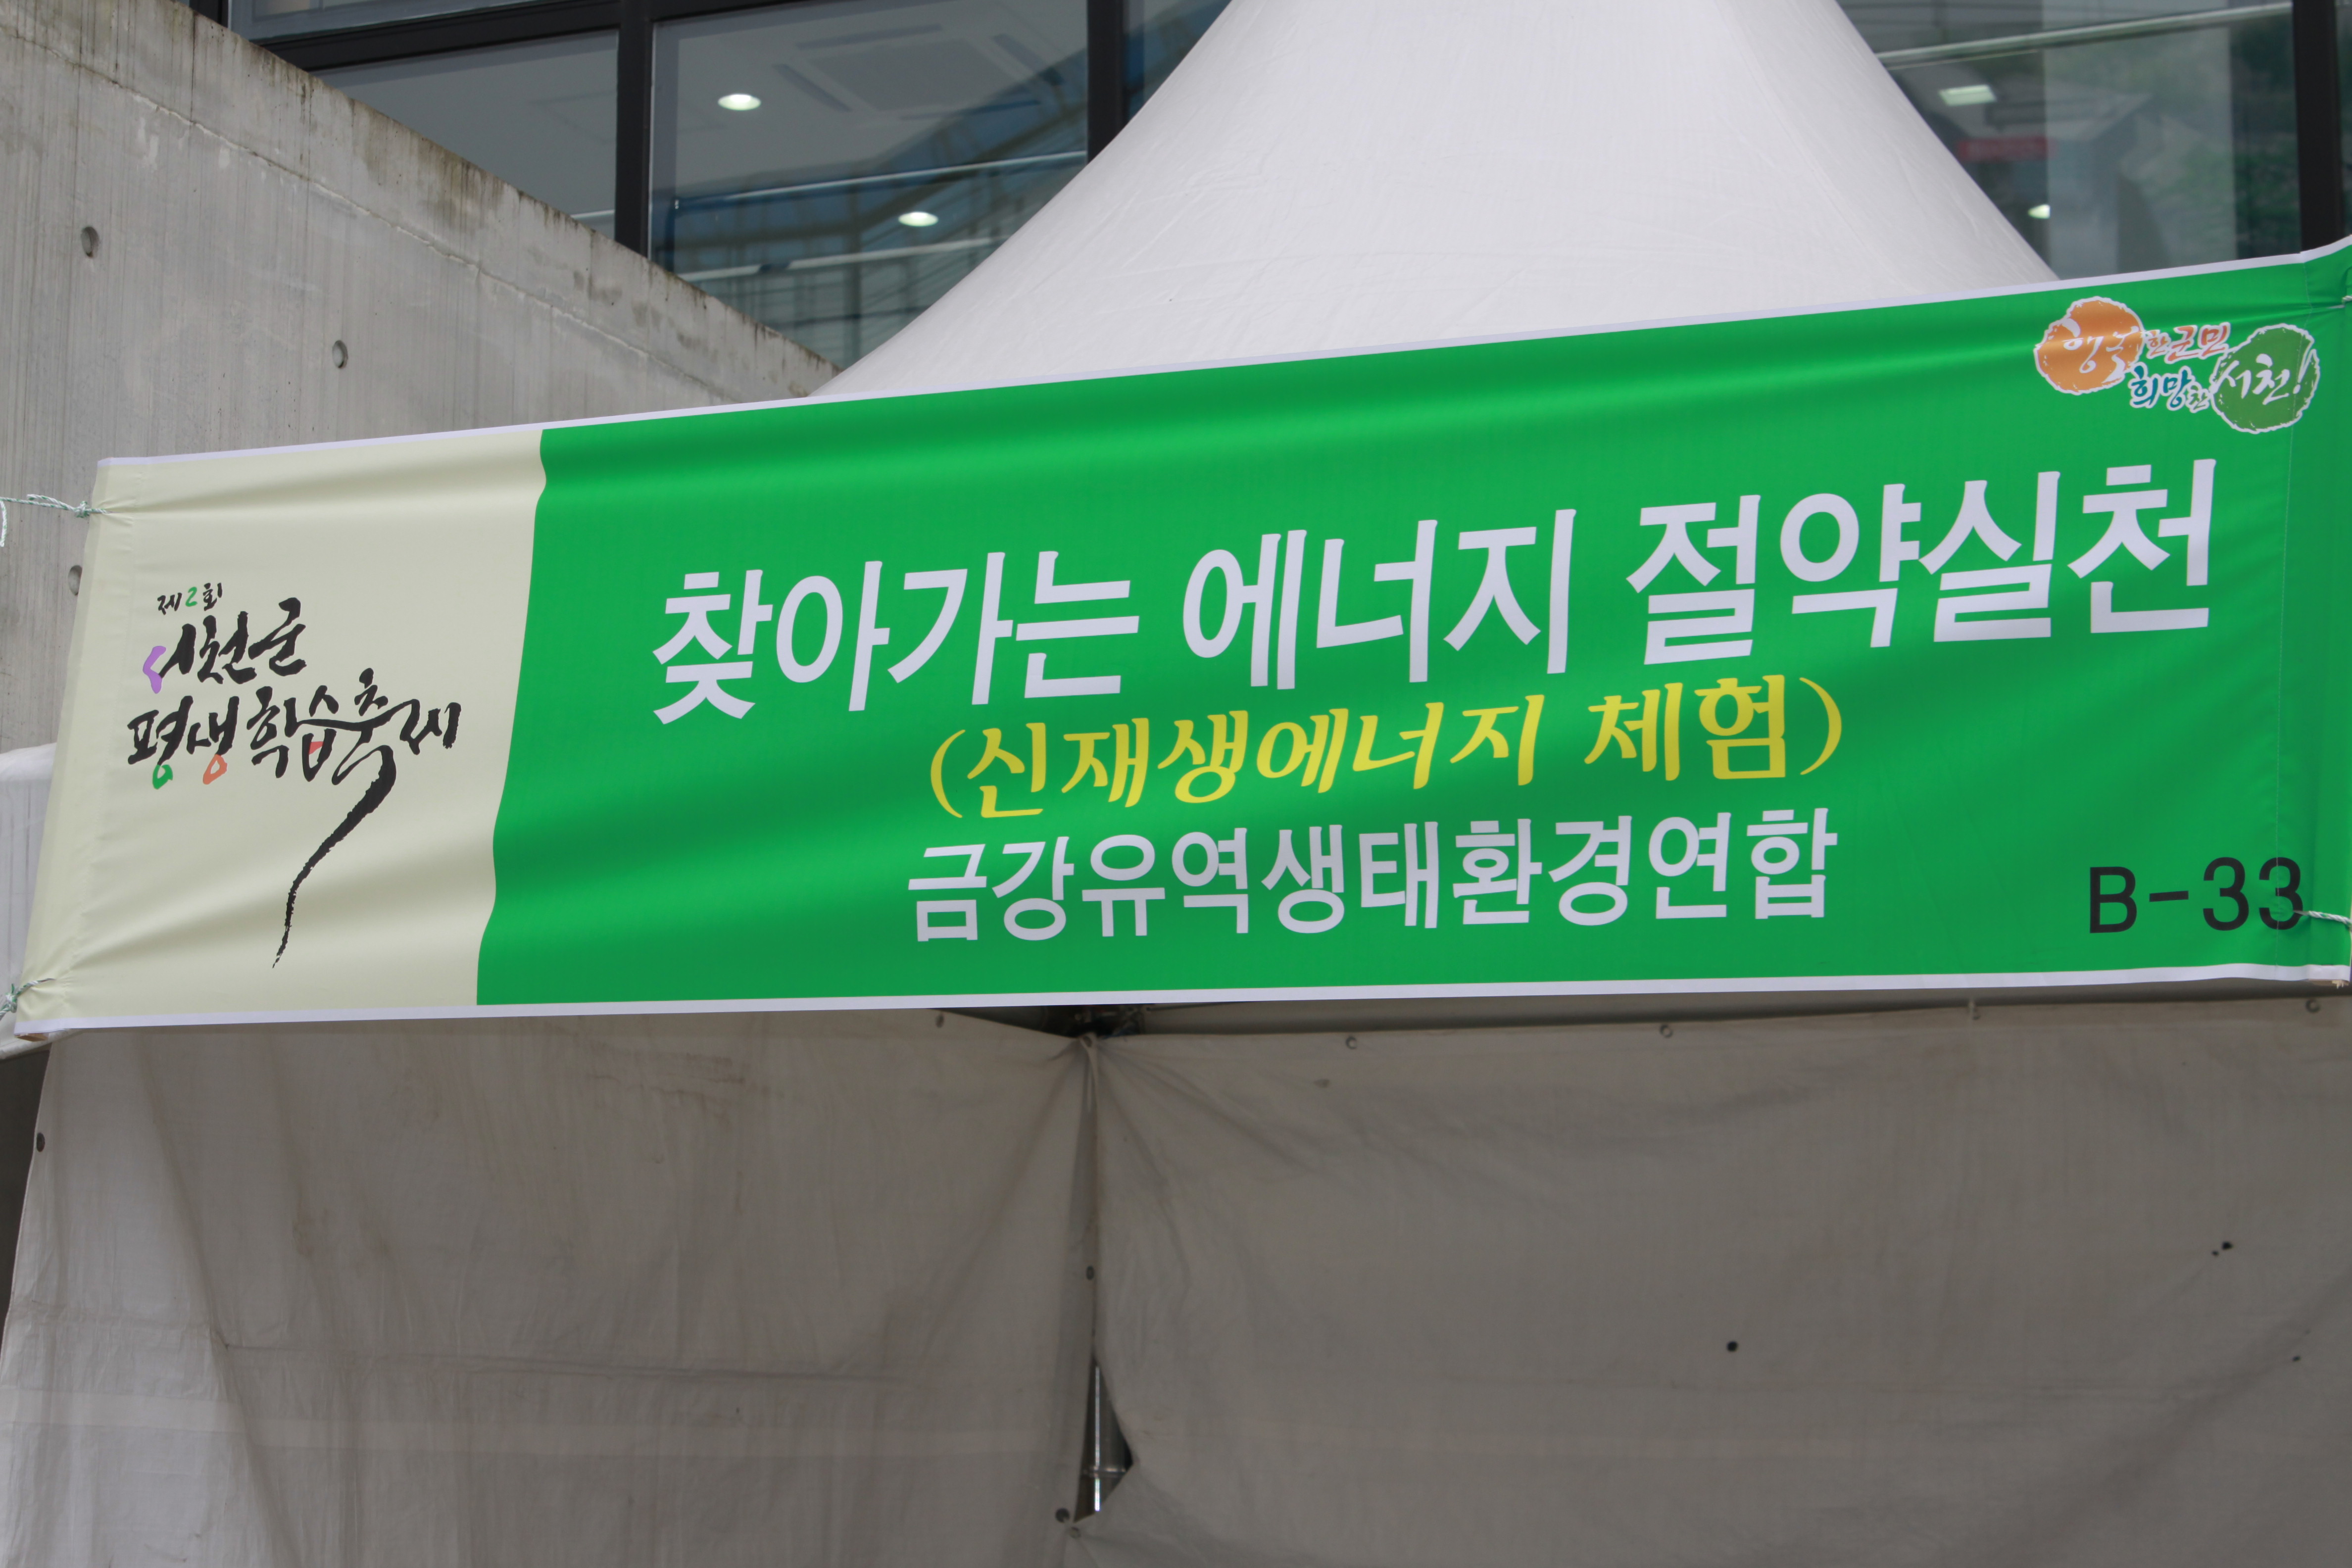 제2회
서천군
평생학습축제
행복한군민
희망찬서천!
찾아가는 에너지 절약실천
(신재생에너지 체험)
금강유역생태환경연합
B-33